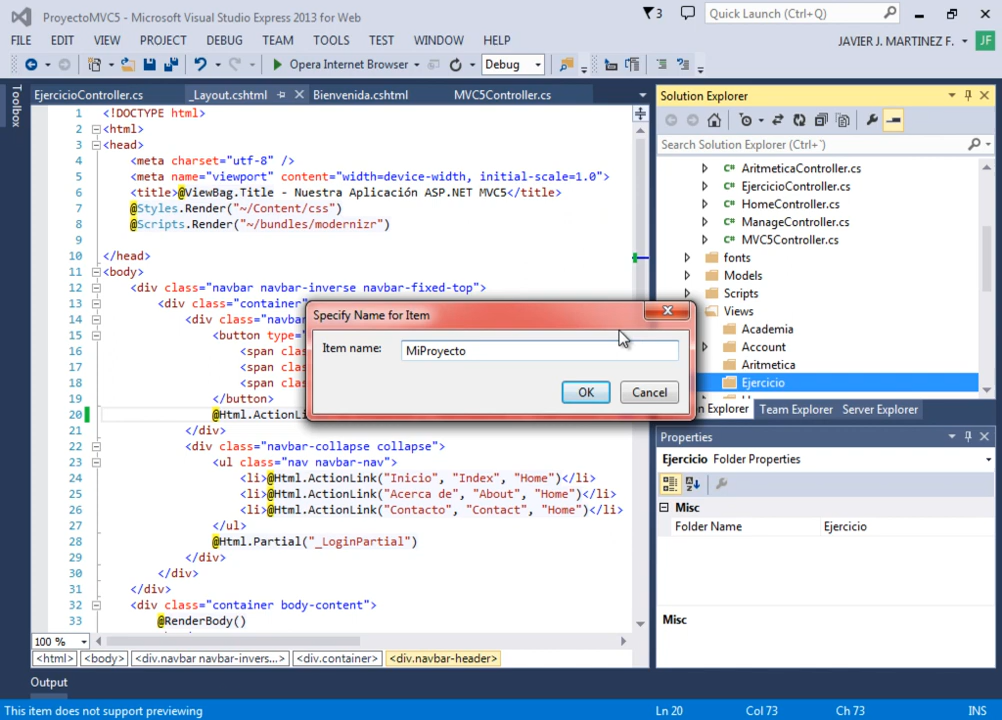 ProyectoMVC5 - Microsoft Visual Studio Express 2013 for Web
3
Quick Launch (Ctrl+Q)
FILE EDIT VIEW PROJECT DEBUG TEAM TOOLS TEST WINDOW HELP
JAVIER J. MARTINEZ F. JF
Opera Internet Browser Debug
Toolbox
EjercicioController.cs _Layout.cshtml Bienvenida.cshtml MVC5Controller.cs
1 <!DOCTYPE html>
2 <html>
3 <head>
4 <meta charset="utf-8" />
5 <meta name="viewport" content="width=device-width, initial-scale=1.0">
6 <title>@ViewBag.Title - Nuestra Aplicación ASP.NET MVC5</title>
7 @Styles.Render("~/Content/css")
8 @Scripts.Render("~/bundles/modernizr")
9
10 </head>
11 <body>
12 <div class="navbar navbar-inverse navbar-fixed-top">
13 <div class="container"
14 <div class="navba
15 <button type=
16 <span clas
17 <span clas
18 <span clas
19 </button>
20 @Html.ActionLi
21 </div>
22 <div class="navbar-collapse collapse">
23 <ul class="nav navbar-nav">
24 <li>@Html.ActionLink("Inicio", "Index", "Home")</li>
25 <li>@Html.ActionLink("Acerca de", "About", "Home")</li>
26 <li>@Html.ActionLink("Contacto", "Contact", "Home")</li>
27 </ul>
28 @Html.Partial("_LoginPartial")
29 </div>
30 </div>
31 </div>
32 <div class="container body-content">
33 @RenderBody()
100 %
<html> <body> <div.navbar navbar-invers...> <div.container> <div.navbar-header>
Specify Name for Item
Item name: MiProyecto
OK Cancel
Solution Explorer
Search Solution Explorer (Ctrl+¨)
C# AritmeticaController.cs
C# EjercicioController.cs
C# HomeController.cs
C# ManageController.cs
C# MVC5Controller.cs
fonts
Models
Scripts
Views
Academia
Account
Aritmetica
Ejercicio
n Explorer Team Explorer Server Explorer
Properties
Ejercicio Folder Properties
Misc
Folder Name Ejercicio
Misc
Output
This item does not support previewing
Ln 20 Col 73 Ch 73 INS